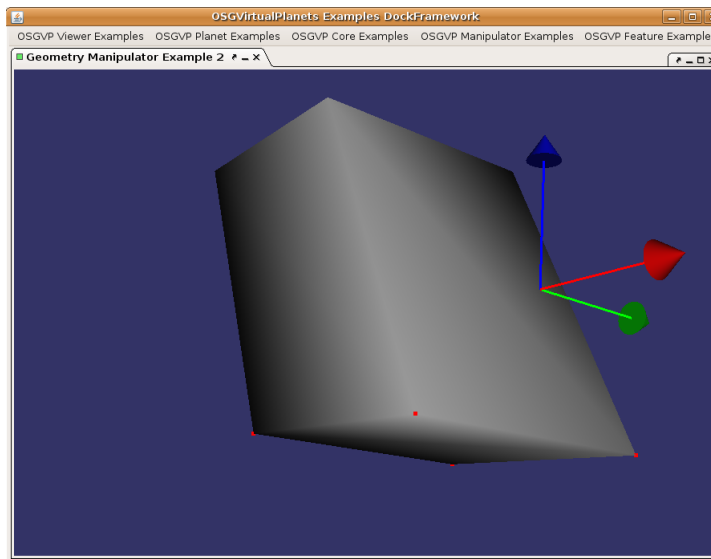 OSGVirtualPlanets Examples DockFramework
OSGVP Viewer Examples OSGVP Planet Examples OSGVP Core Examples OSGVP Manipulator Examples OSGVP Feature Example
Geometry Manipulator Example 2